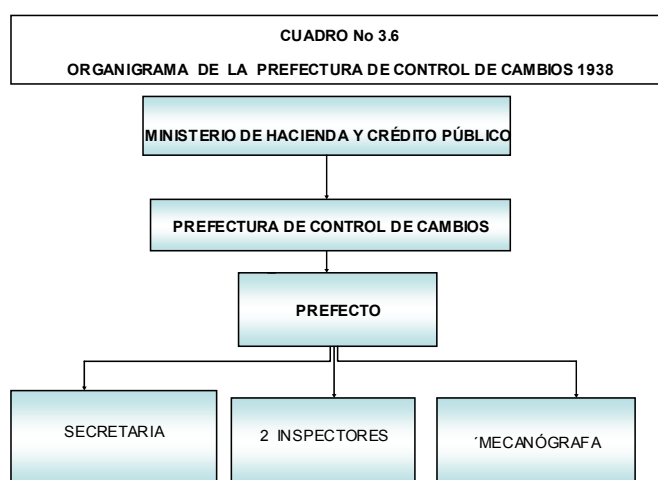 CUADRO No 3.6
ORGANIGRAMA DE LA PREFECTURA DE CONTROL DE CAMBIOS 1938
MINISTERIO DE HACIENDA Y CRÉDITO PÚBLICO
PREFECTURA DE CONTROL DE CAMBIOS
PREFECTO
SECRETARIA
2 INSPECTORES
´MECANÓGRAFA